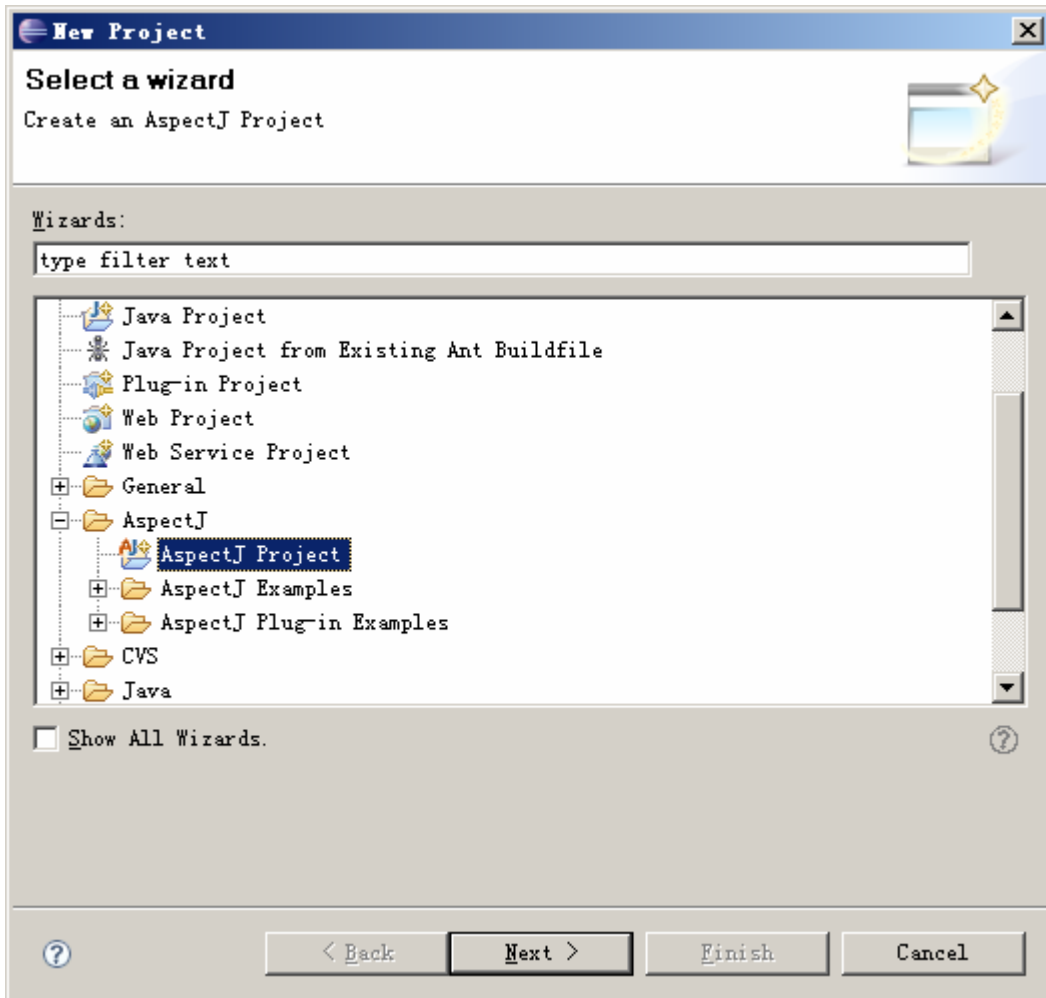 New Project
Select a wizard
Create an AspectJ Project
Wizards:
type filter text
Java Project
Java Project from Existing Ant Buildfile
Plug-in Project
Web Project
Web Service Project
General
AspectJ
AspectJ Project
AspectJ Examples
AspectJ Plug-in Examples
CVS
Java
Show All Wizards.
< Back Next > Finish Cancel